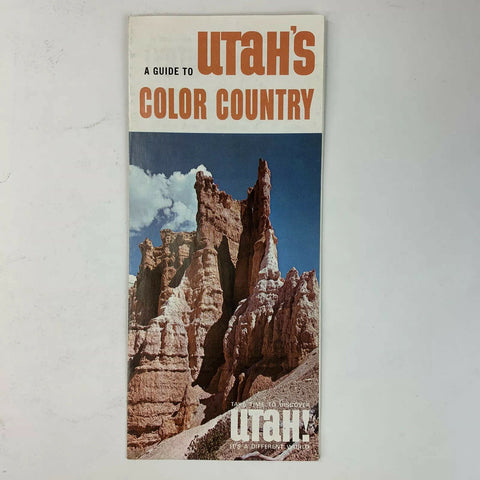 A GUIDE TO UTAH'S
COLOR COUNTRY
TAKE TIME TO DISCOVER
UTAH!
IT'S A DIFFERENT WORLD